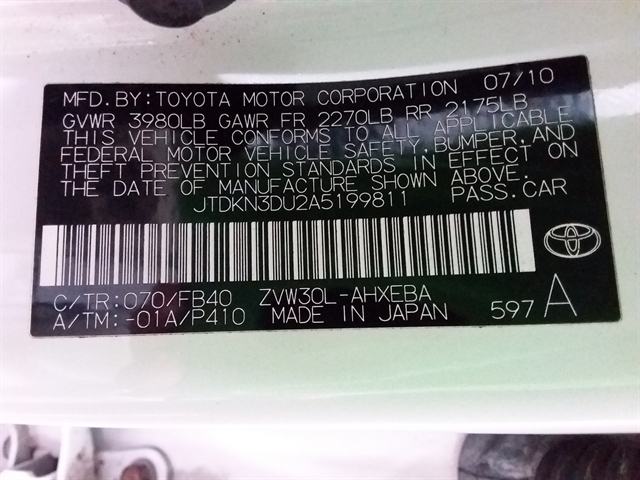 MFD.BY:TOYOTA MOTOR CORPORATION 07/10
GVWR 3980LB GAWR FR 2270LB RR 2175LB
THIS VEHICLE CONFORMS TO ALL APPLICABLE
FEDERAL MOTOR VEHICLE SAFETY,BUMPER,AND
THEFT PREVENTION STANDARDS IN EFFECT ON
THE DATE OF MANUFACTURE SHOWN ABOVE.
JTDKN3DU2A5199811 PASS.CAR
C/TR:070/FB40 ZVW30L-AHXEBA
A/TM:-01A/P410 MADE IN JAPAN 597 A